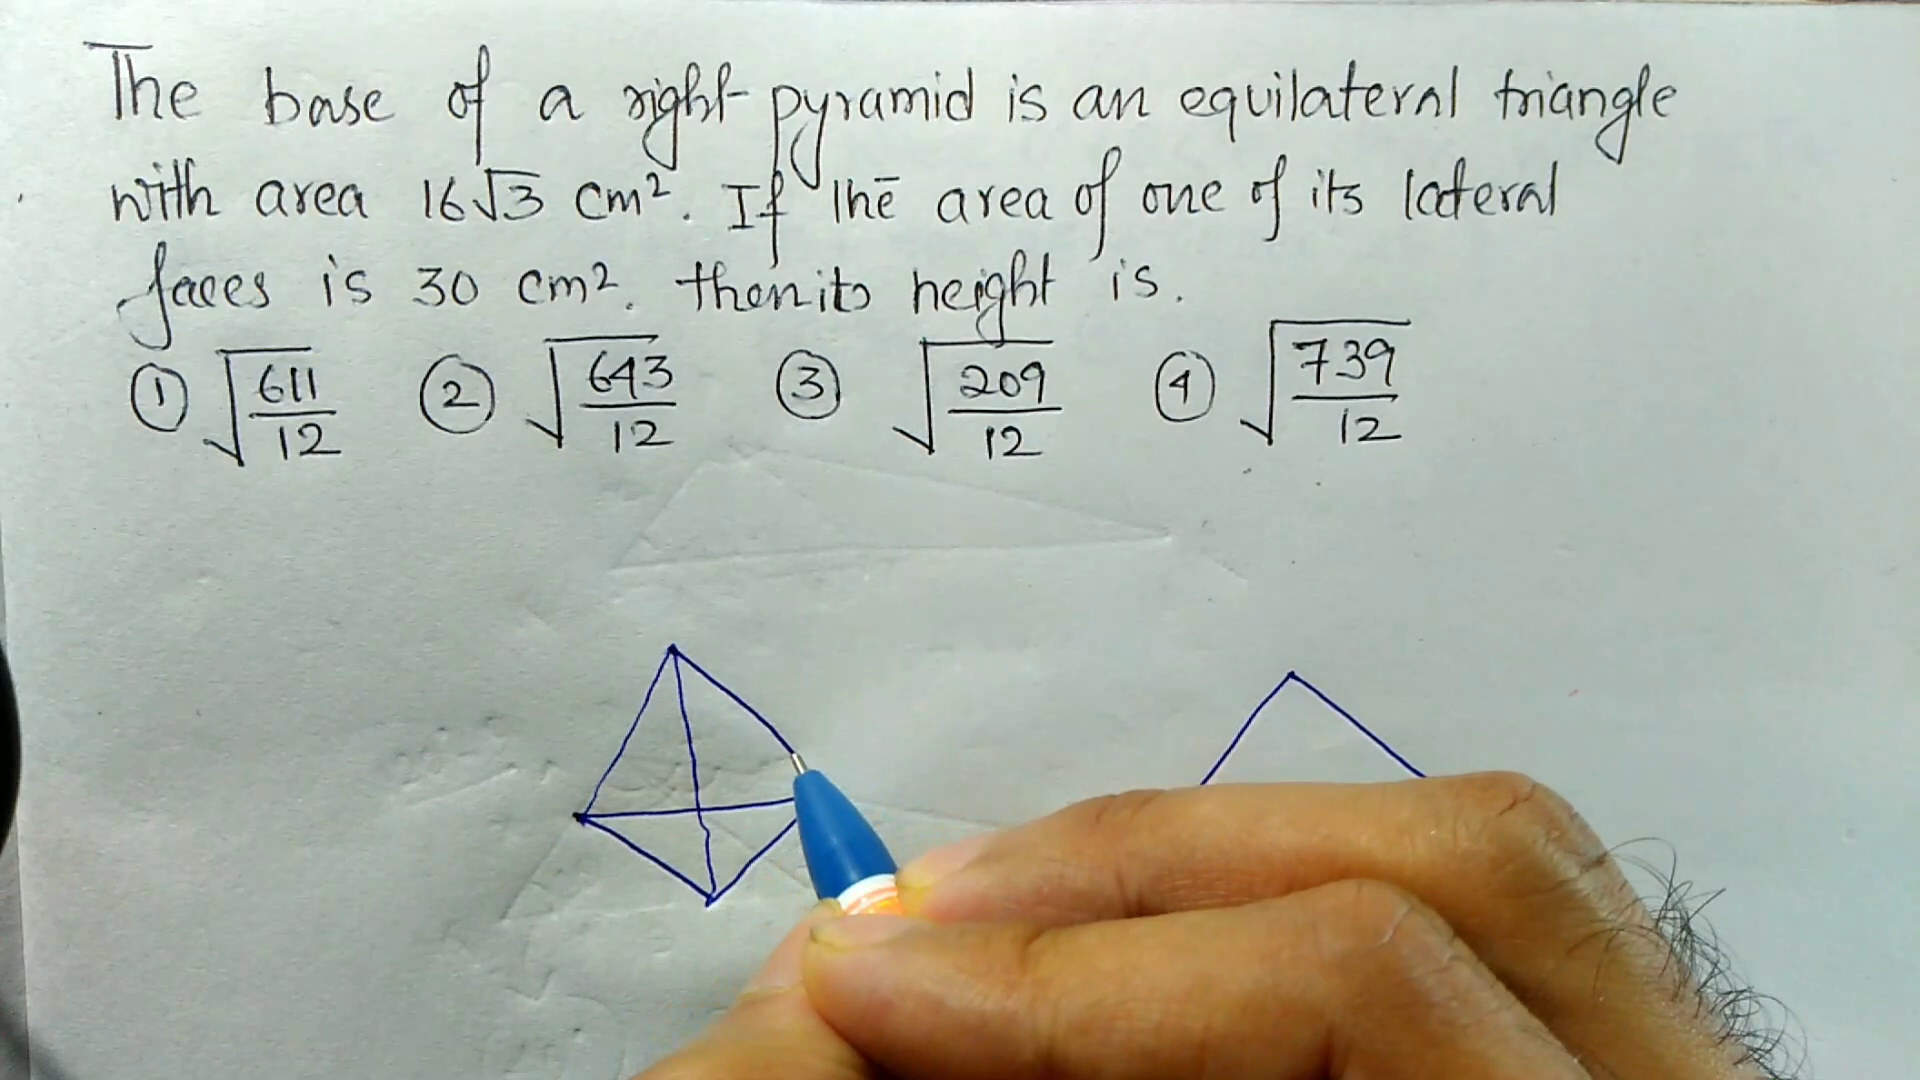 The base of a right pyramid is an equilateral triangle
with area 16√3 cm². If the area of one of its lateral
faces is 30 cm². then its height is.
① √(611/12) ② √(643/12) ③ √(209/12) ④ √(739/12)